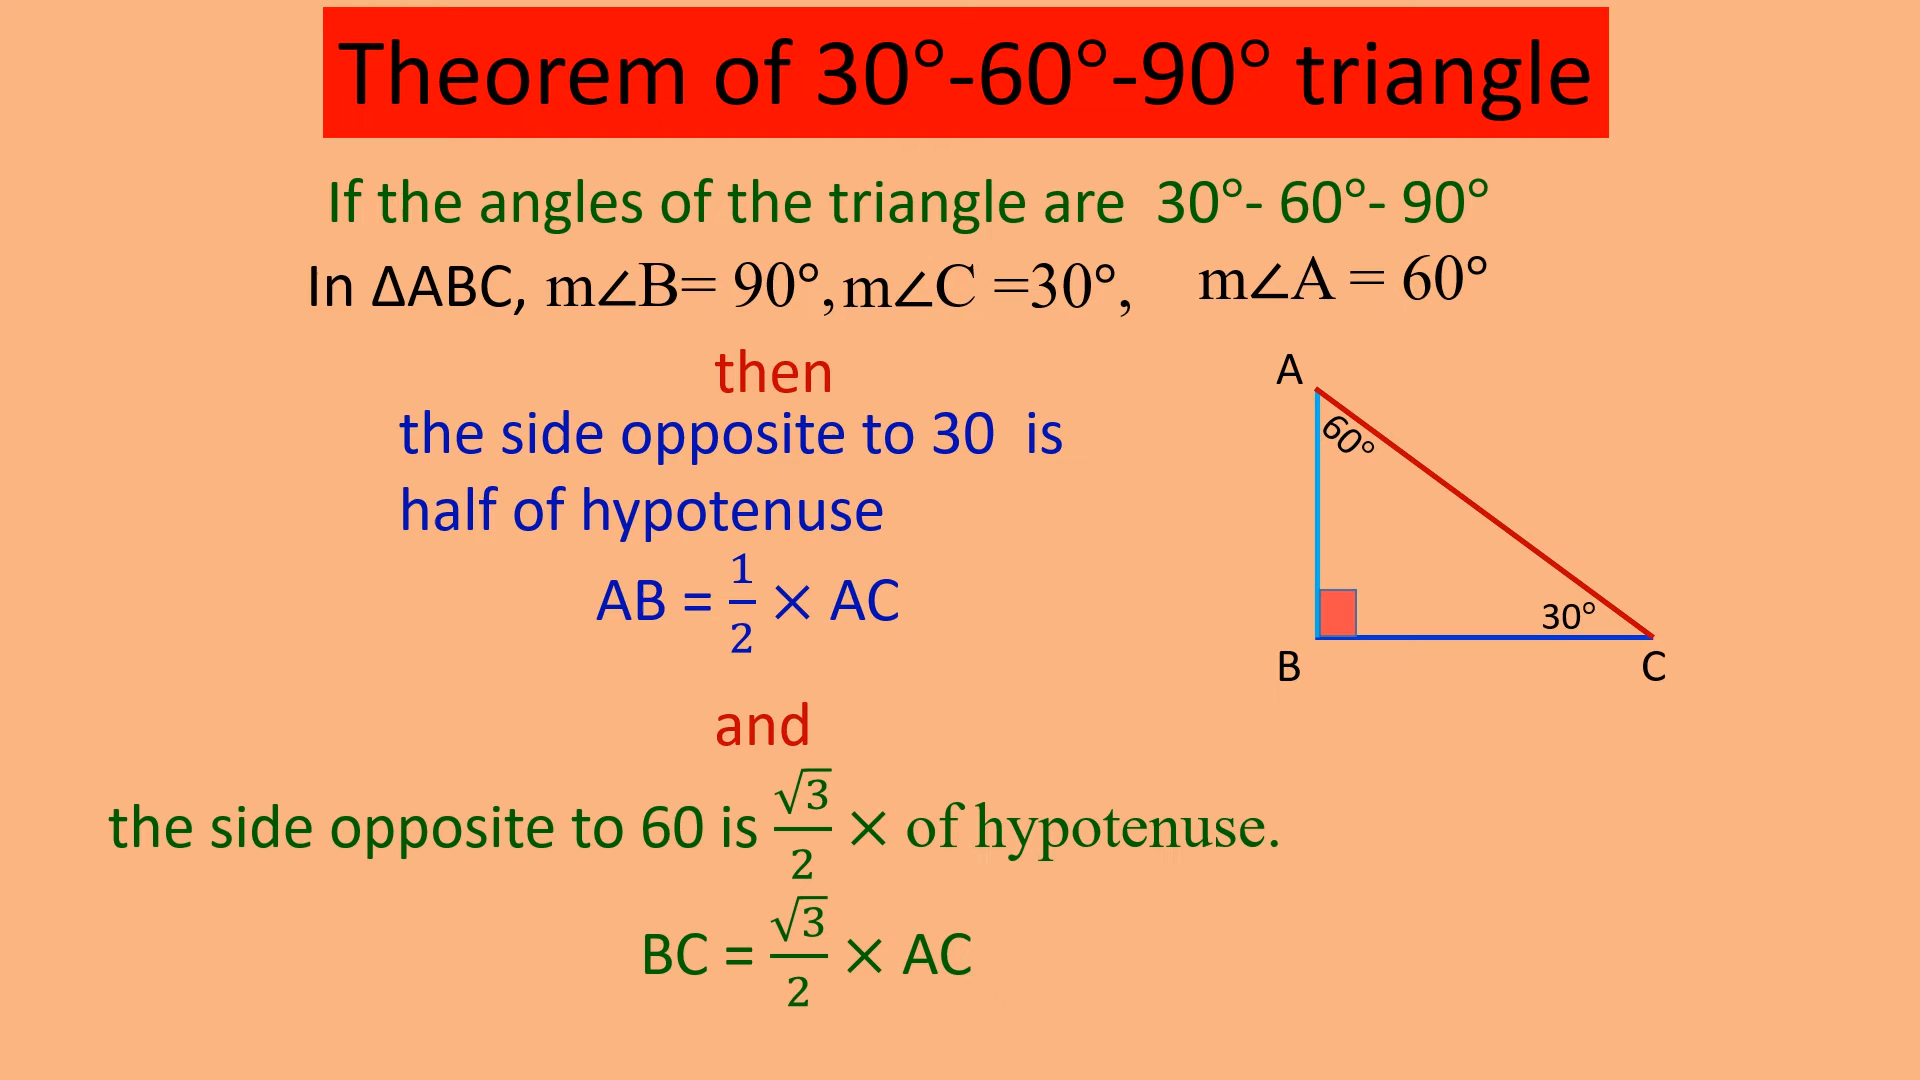 Theorem of 30°-60°-90° triangle
If the angles of the triangle are 30°- 60°- 90°
In ∆ABC, m∠B= 90°, m∠C =30°, m∠A = 60°
then
the side opposite to 30 is
half of hypotenuse
AB = 1/2 × AC
A
60°
30°
B
C
and
the side opposite to 60 is √3/2 × of hypotenuse.
BC = √3/2 × AC